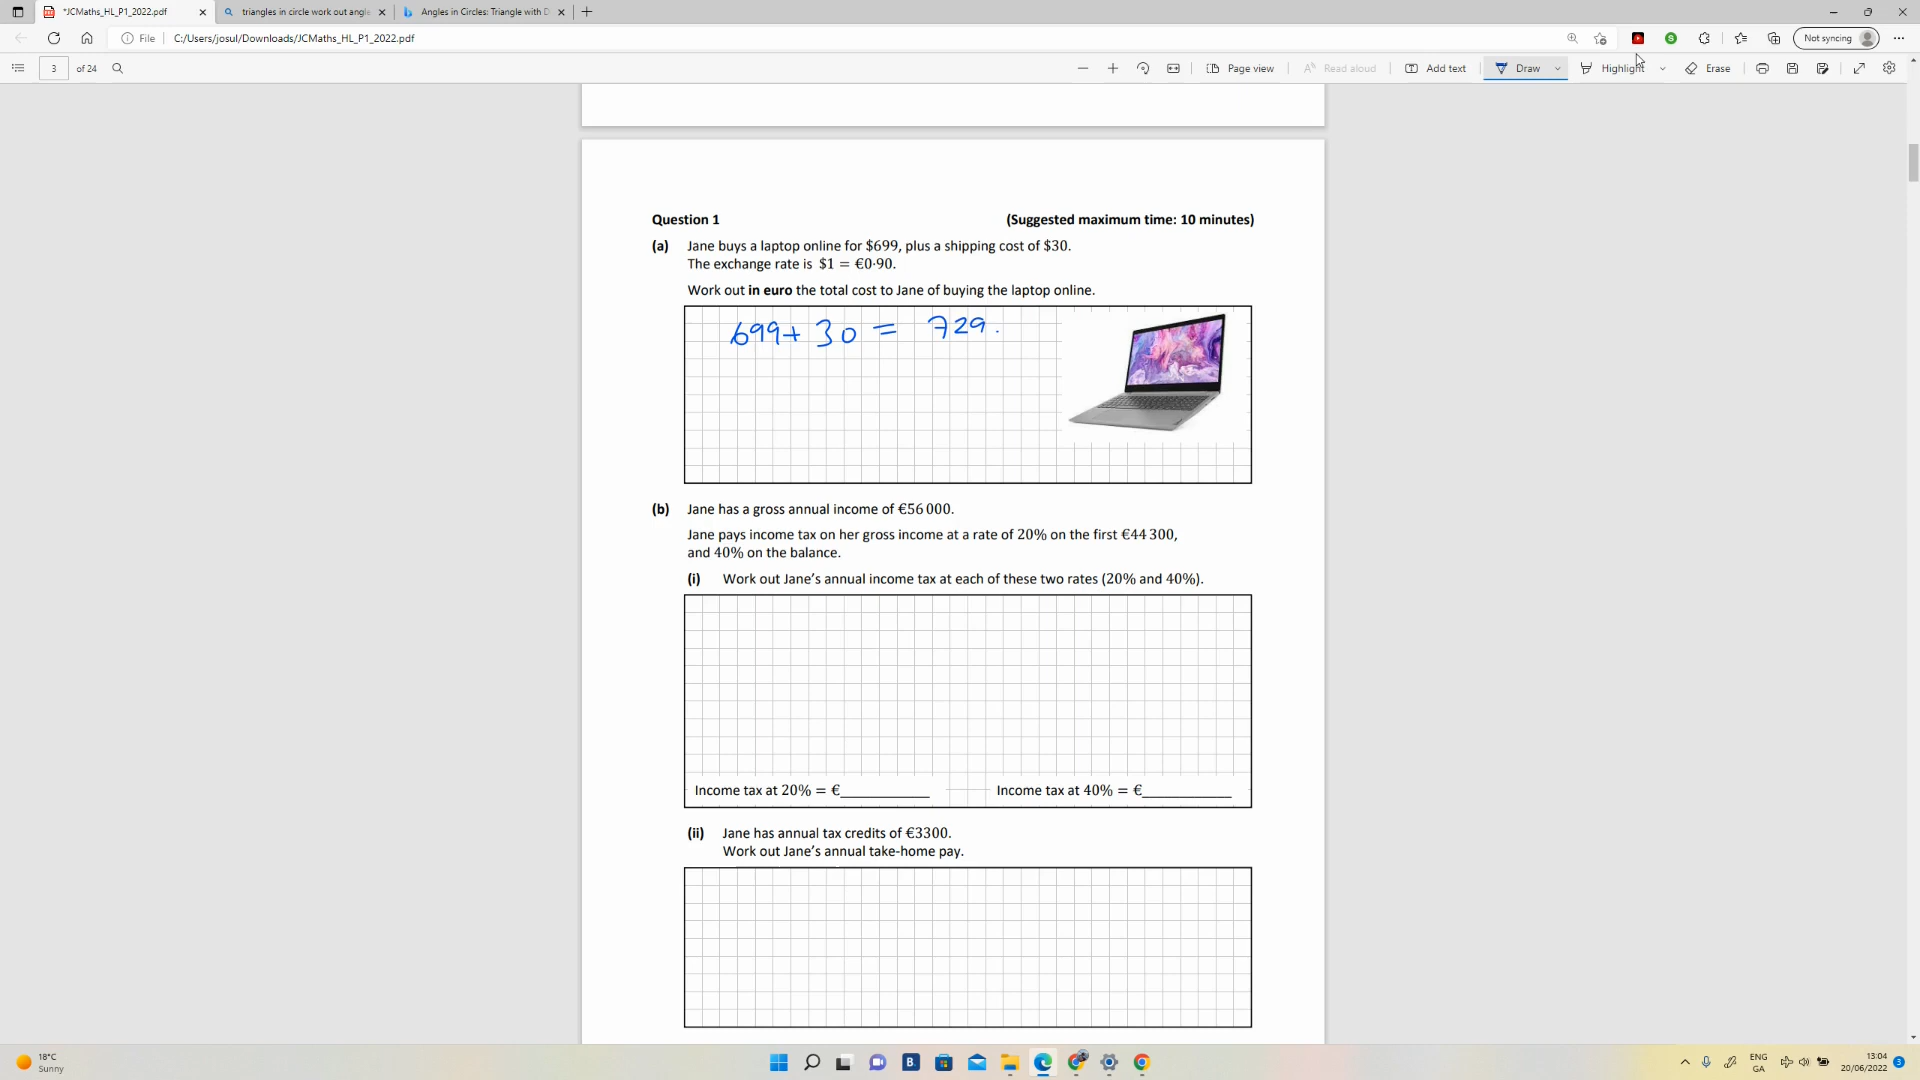 *JCMaths_HL_P1_2022.pdf
triangles in circle work out angle
Angles in Circles: Triangle with D
File
C:/Users/josul/Downloads/JCMaths_HL_P1_2022.pdf
Not syncing
3 of 24
Page view
Read aloud
Add text
Draw
Highlight
Erase
Question 1 (Suggested maximum time: 10 minutes)
(a) Jane buys a laptop online for $699, plus a shipping cost of $30.
The exchange rate is $1 = €0·90.
Work out in euro the total cost to Jane of buying the laptop online.
699+ 30 = 729.
(b) Jane has a gross annual income of €56 000.
Jane pays income tax on her gross income at a rate of 20% on the first €44 300,
and 40% on the balance.
(i) Work out Jane’s annual income tax at each of these two rates (20% and 40%).
Income tax at 20% = €____________ Income tax at 40% = €____________
(ii) Jane has annual tax credits of €3300.
Work out Jane’s annual take-home pay.
18°C
Sunny
ENG
GA
13:04
20/06/2022
3